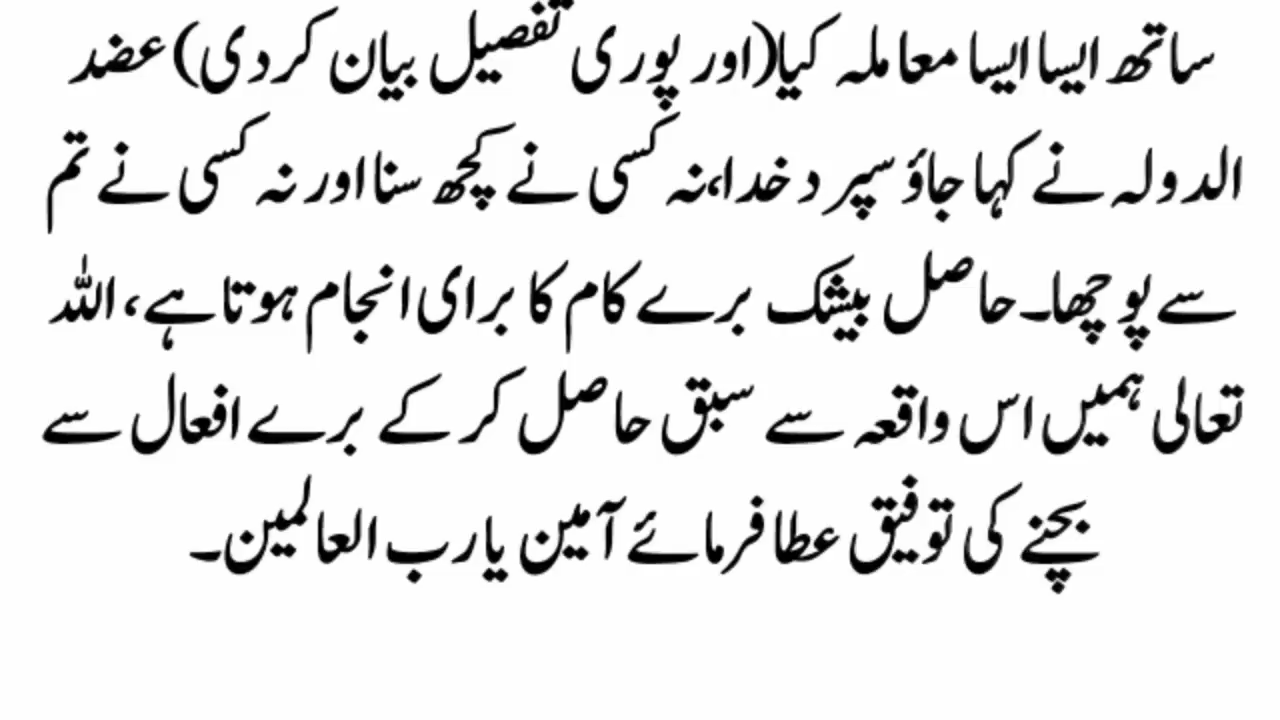 ساتھ ایسا ایسا معاملہ کیا(اور پوری تفصیل بیان کردی) عضد
الدولہ نے کہا جاؤ سپرد خدا،نہ کسی نے کچھ سنا اور نہ کسی نے تم
سے پوچھا۔حاصل بیشک برے کام کا برای انجام ہوتا ہے، اللہ
تعالی ہمیں اس واقعہ سے سبق حاصل کر کے برے افعال سے
بچنے کی توفیق عطا فرمائے آمین یارب العالمین۔